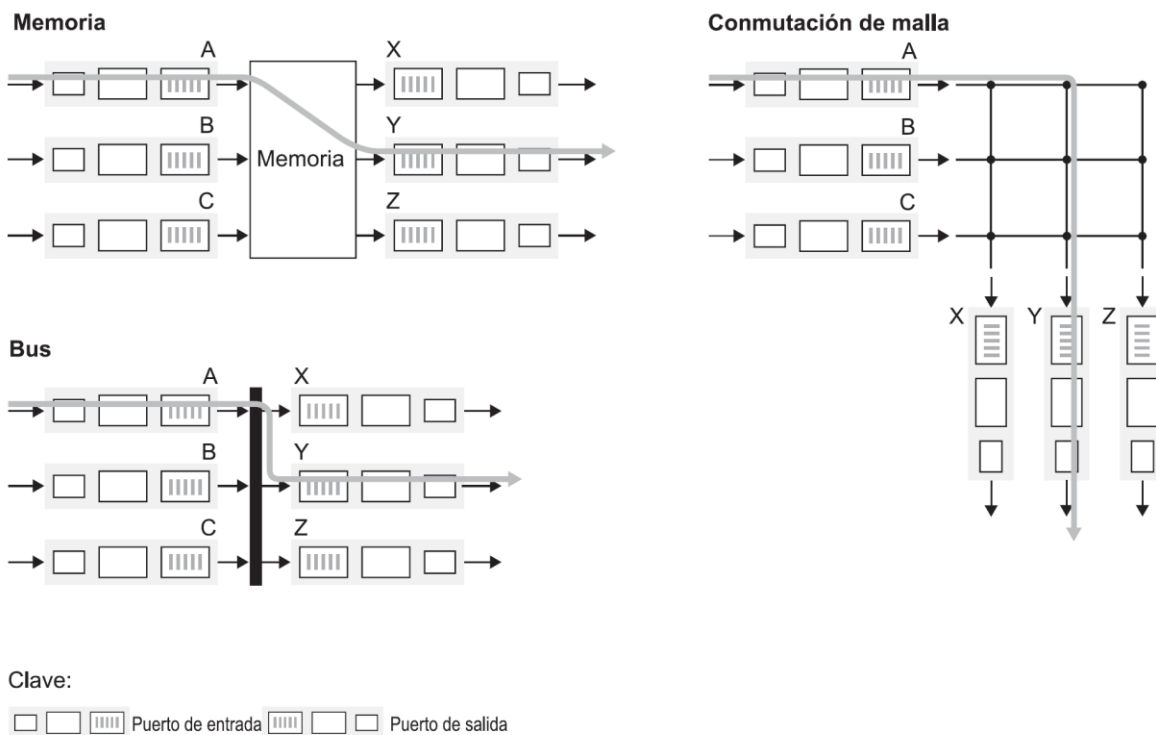 Memoria
A
X
B
Y
Memoria
C
Z
Conmutación de malla
A
B
C
X
Y
Z
Bus
A
X
B
Y
C
Z
Clave:
Puerto de entrada
Puerto de salida